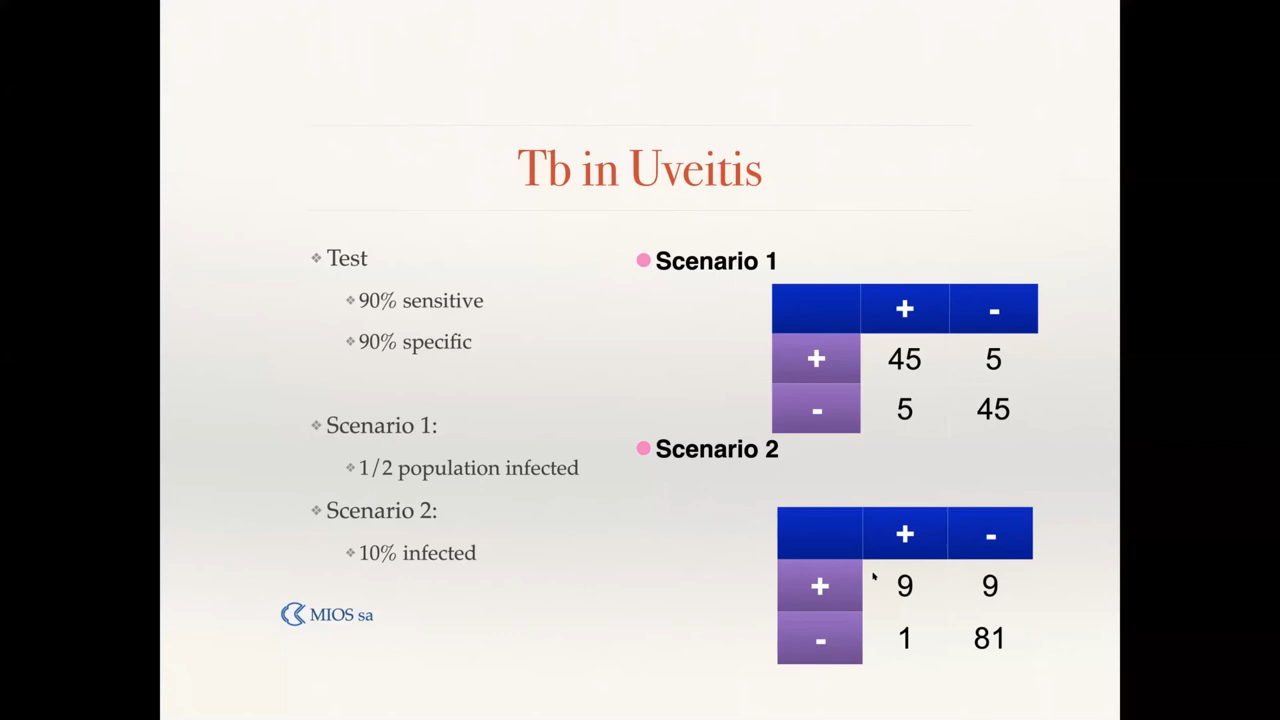 Tb in Uveitis
Test
90% sensitive
90% specific
Scenario 1:
1/2 population infected
Scenario 2:
10% infected
MIOS sa
Scenario 1
+ -
+ 45 5
- 5 45
Scenario 2
+ -
+ 9 9
- 1 81